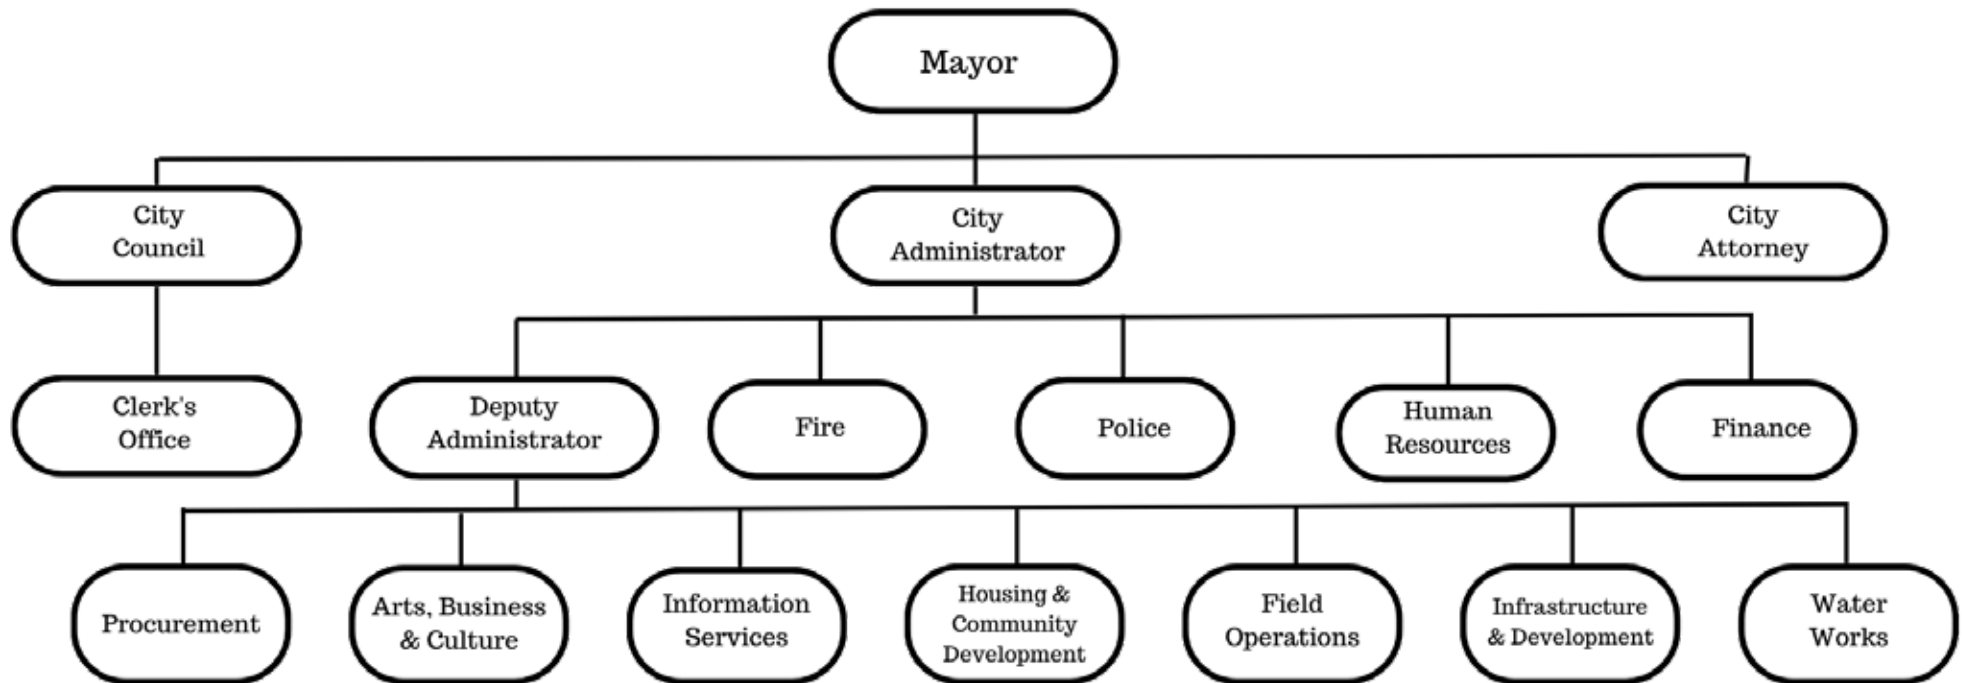 Mayor
City
Council
City
Administrator
City
Attorney
Clerk's
Office
Deputy
Administrator
Fire
Police
Human
Resources
Finance
Procurement
Arts, Business
& Culture
Information
Services
Housing &
Community
Development
Field
Operations
Infrastructure
& Development
Water
Works